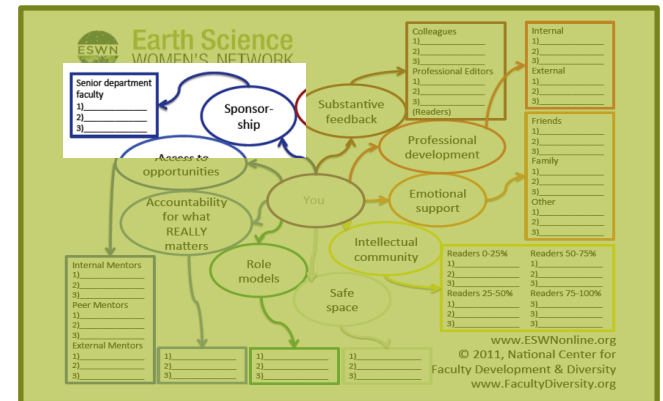 ESWN
Earth Science
WOMEN'S NETWORK
Senior department
faculty
1)
2)
3)
Sponsor-
ship
Substantive
feedback
Colleagues
1)
2)
3)
Professional Editors
1)
2)
3)
(Readers)
Internal
1)
2)
3)
External
1)
2)
3)
Professional
development
Friends
1)
2)
3)
Family
1)
2)
3)
Other
1)
2)
3)
Access to
opportunities
You
Emotional
support
Accountability
for what
REALLY
matters
Intellectual
community
Role
models
Safe
space
Readers 0-25%
1)
2)
3)
Readers 25-50%
1)
2)
3)
Readers 50-75%
1)
2)
3)
Readers 75-100%
1)
2)
3)
Internal Mentors
1)
2)
3)
Peer Mentors
1)
2)
3)
External Mentors
1)
2)
3)
1)
2)
3)
1)
2)
3)
1)
2)
3)
www.ESWNonline.org
© 2011, National Center for
Faculty Development & Diversity
www.FacultyDiversity.org